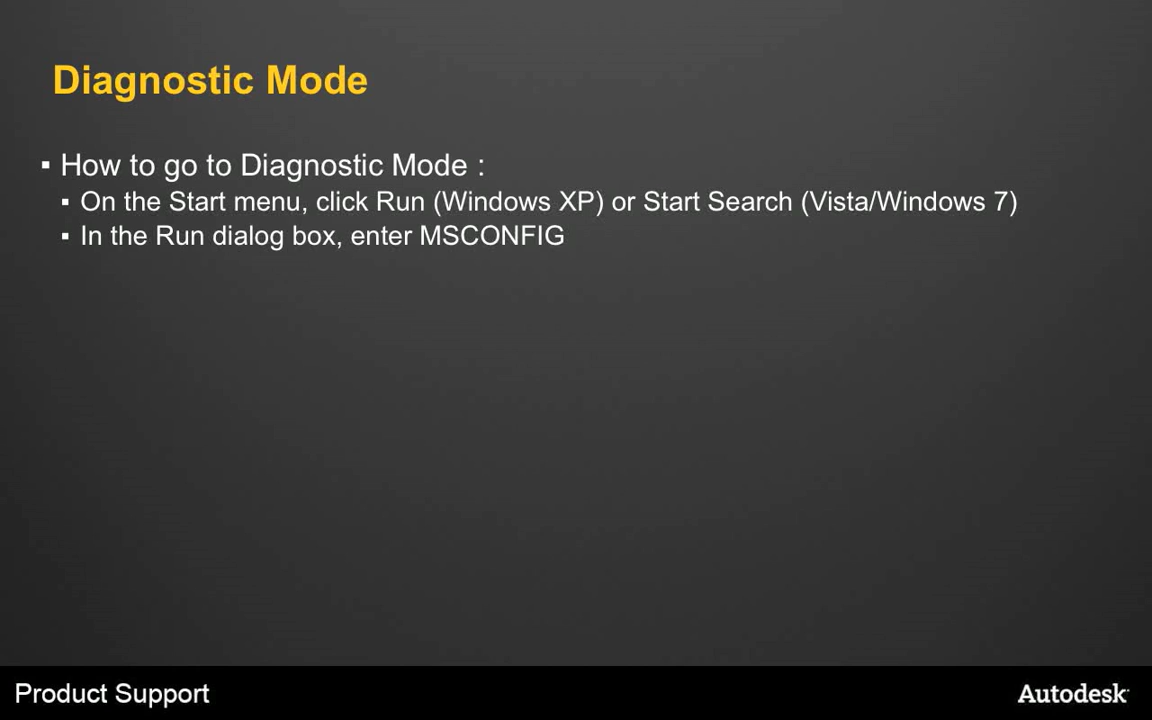 Diagnostic Mode
▪ How to go to Diagnostic Mode :
▪ On the Start menu, click Run (Windows XP) or Start Search (Vista/Windows 7)
▪ In the Run dialog box, enter MSCONFIG
Product Support
Autodesk